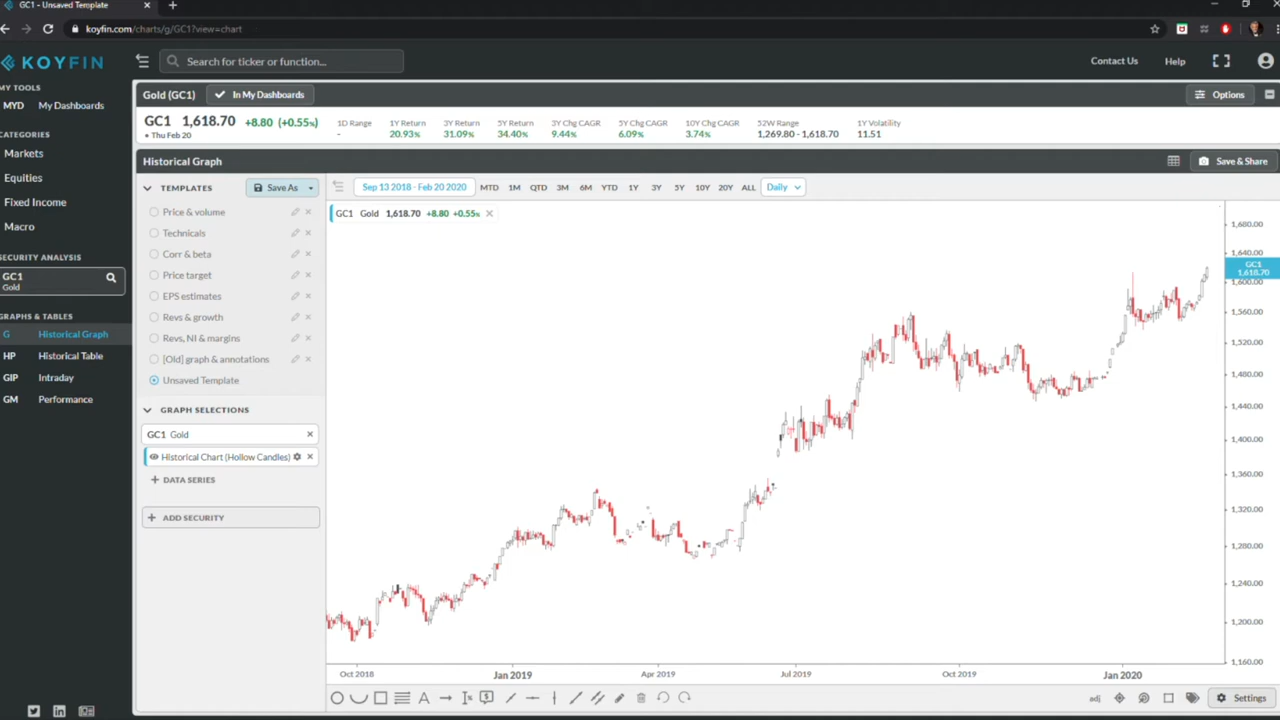 GC1 - Unsaved Template
koyfin.com/charts/g/GC1?view=chart
KOYFIN
Search for ticker or function...
Contact Us
Help
MY TOOLS
MYD My Dashboards
CATEGORIES
Markets
Equities
Fixed Income
Macro
SECURITY ANALYSIS
GC1
Gold
GRAPHS & TABLES
G Historical Graph
HP Historical Table
GIP Intraday
GM Performance
Gold (GC1)
In My Dashboards
Options
GC1 1,618.70 +8.80 (+0.55%)
• Thu Feb 20
1D Range 1Y Return 3Y Return 5Y Return 3Y Chg CAGR 5Y Chg CAGR 10Y Chg CAGR 52W Range 1Y Volatility
- 20.93% 31.09% 34.40% 9.44% 6.09% 3.74% 1,269.80 - 1,618.70 11.51
Historical Graph
Save & Share
TEMPLATES
Save As
Price & volume
Technicals
Corr & beta
Price target
EPS estimates
Revs & growth
Revs, NI & margins
[Old] graph & annotations
Unsaved Template
GRAPH SELECTIONS
GC1 Gold
Historical Chart (Hollow Candles)
+ DATA SERIES
+ ADD SECURITY
Sep 13 2018 - Feb 20 2020 MTD 1M QTD 3M 6M YTD 1Y 3Y 5Y 10Y 20Y ALL Daily
GC1 Gold 1,618.70 +8.80 +0.55%
1,680.00
1,640.00
GC1
1,618.70
1,600.00
1,560.00
1,520.00
1,480.00
1,440.00
1,400.00
1,360.00
1,320.00
1,280.00
1,240.00
1,200.00
1,160.00
Oct 2018 Jan 2019 Apr 2019 Jul 2019 Oct 2019 Jan 2020
adj
Settings